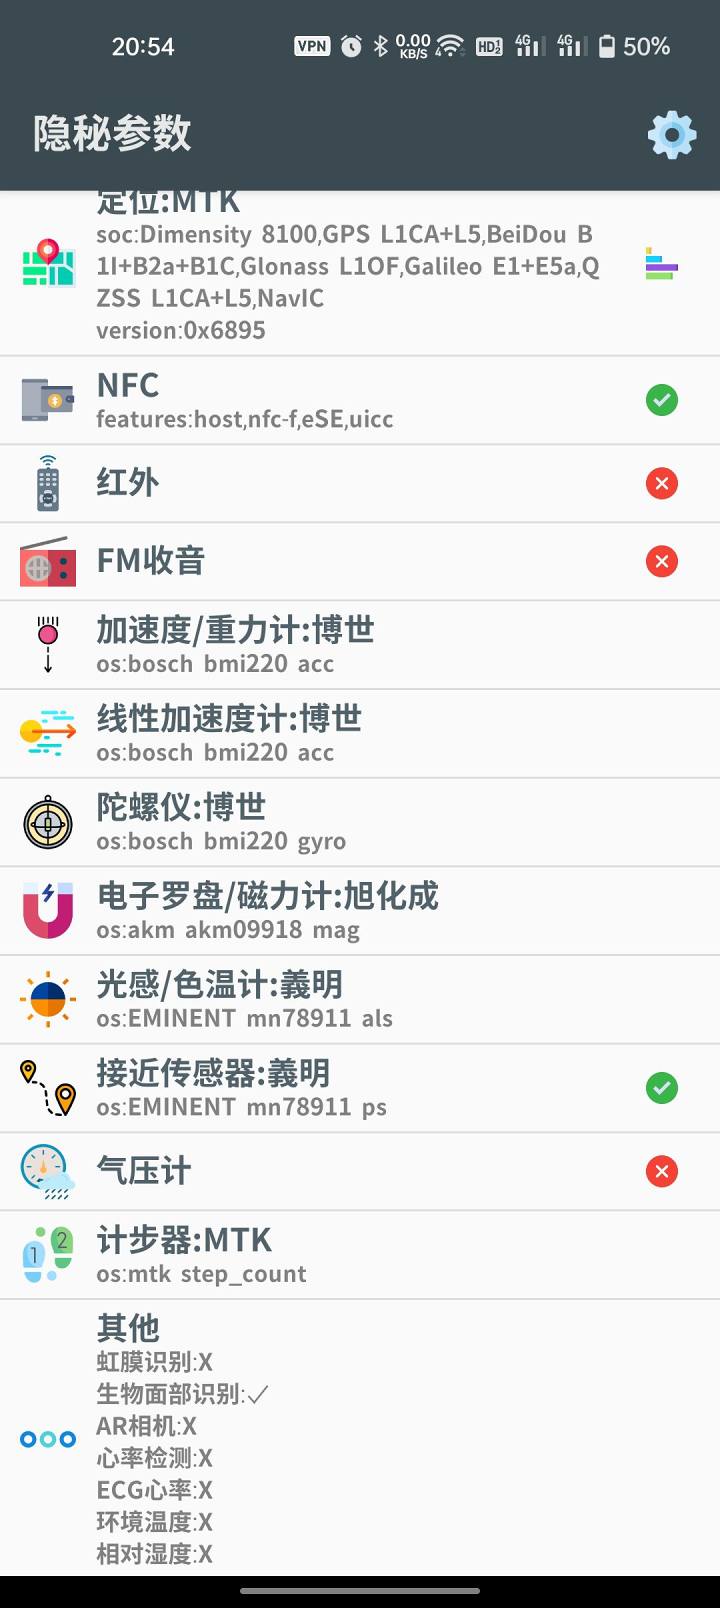 20:54
VPN
0.00
KB/S
HD 1 2
4G
4G
50%
隐秘参数
定位:MTK
soc:Dimensity 8100,GPS L1CA+L5,BeiDou B
1I+B2a+B1C,Glonass L1OF,Galileo E1+E5a,Q
ZSS L1CA+L5,NavIC
version:0x6895
NFC
features:host,nfc-f,eSE,uicc
红外
FM收音
加速度/重力计:博世
os:bosch bmi220 acc
线性加速度计:博世
os:bosch bmi220 acc
陀螺仪:博世
os:bosch bmi220 gyro
电子罗盘/磁力计:旭化成
os:akm akm09918 mag
光感/色温计:義明
os:EMINENT mn78911 als
接近传感器:義明
os:EMINENT mn78911 ps
气压计
1 2
计步器:MTK
os:mtk step_count
其他
虹膜识别:X
生物面部识别:✓
AR相机:X
心率检测:X
ECG心率:X
环境温度:X
相对湿度:X